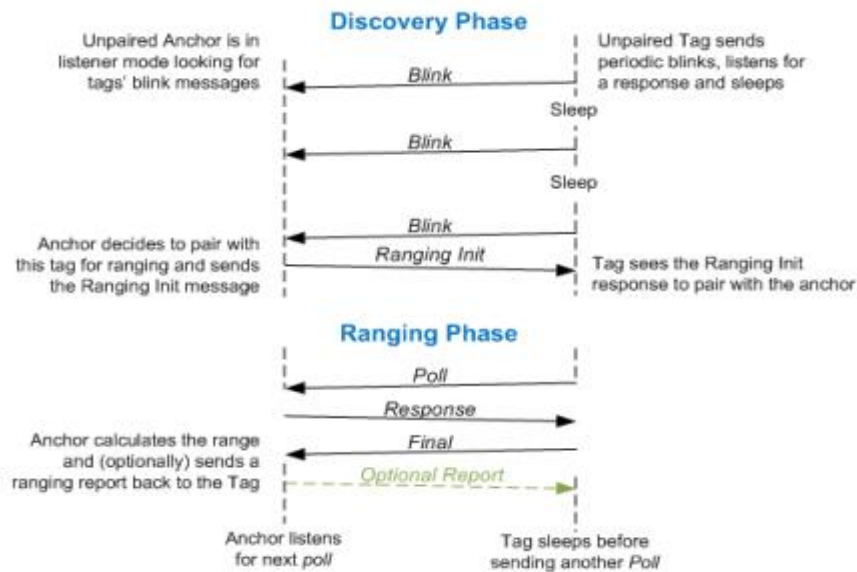 Discovery Phase
Unpaired Anchor is in
listener mode looking for
tags' blink messages
Unpaired Tag sends
periodic blinks, listens for
a response and sleeps
Blink
Sleep
Blink
Sleep
Blink
Anchor decides to pair with
this tag for ranging and sends
the Ranging Init message
Ranging Init
Tag sees the Ranging Init
response to pair with the anchor
Ranging Phase
Poll
Response
Final
Anchor calculates the range
and (optionally) sends a
ranging report back to the Tag
Optional Report
Anchor listens
for next poll
Tag sleeps before
sending another Poll